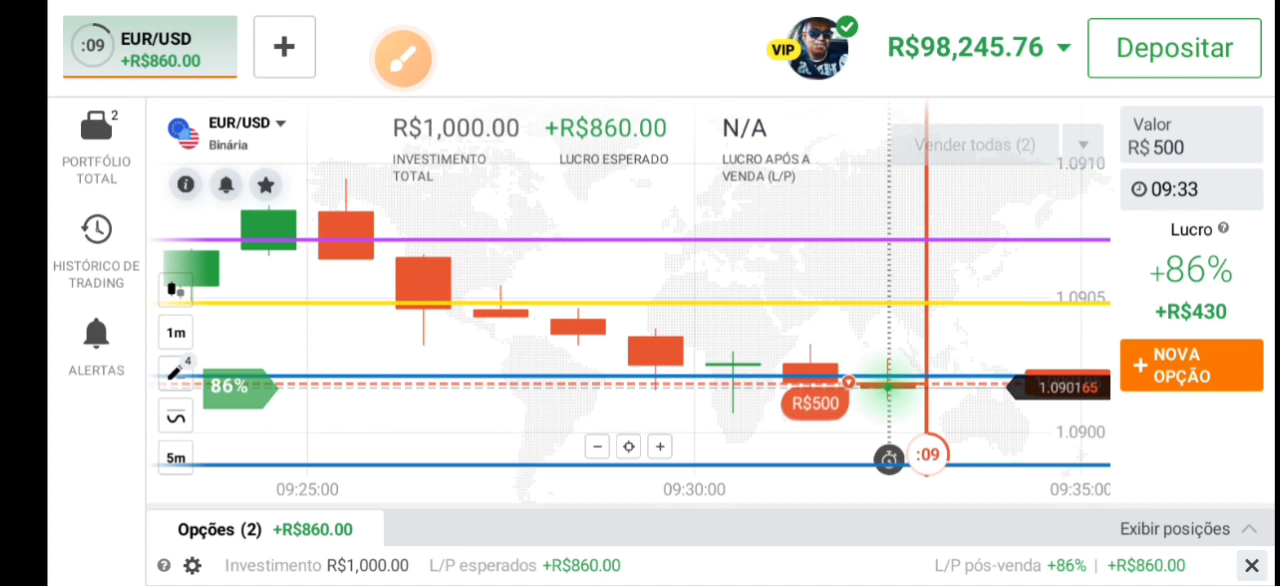 :09
EUR/USD
+R$860.00
+
VIP
R$98,245.76
Depositar
2
PORTFÓLIO
TOTAL
HISTÓRICO DE
TRADING
ALERTAS
EUR/USD
Binária
R$1,000.00
INVESTIMENTO
TOTAL
+R$860.00
LUCRO ESPERADO
N/A
LUCRO APÓS A
VENDA (L/P)
Vender todas (2)
1.0910
1.0905
1.0900
1m
4
5m
86%
R$500
1.090165
:09
−
+
09:25:00
09:30:00
09:35:00
Valor
R$ 500
09:33
Lucro ?
+86%
+R$430
+ NOVA
OPÇÃO
Opções (2) +R$860.00
Exibir posições
? Investimento R$1,000.00 L/P esperados +R$860.00 L/P pós-venda +86% | +R$860.00